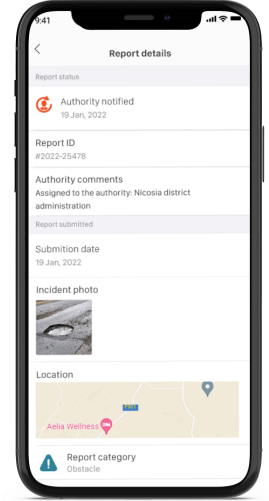 9:41
Report details
Report status
Authority notified
19 Jan, 2022
Report ID
#2022-25478
Authority comments
Assigned to the authority: Nicosia district
administration
Report submitted
Submition date
19 Jan, 2022
Incident photo
Location
Aelia Wellness
Report category
Obstacle